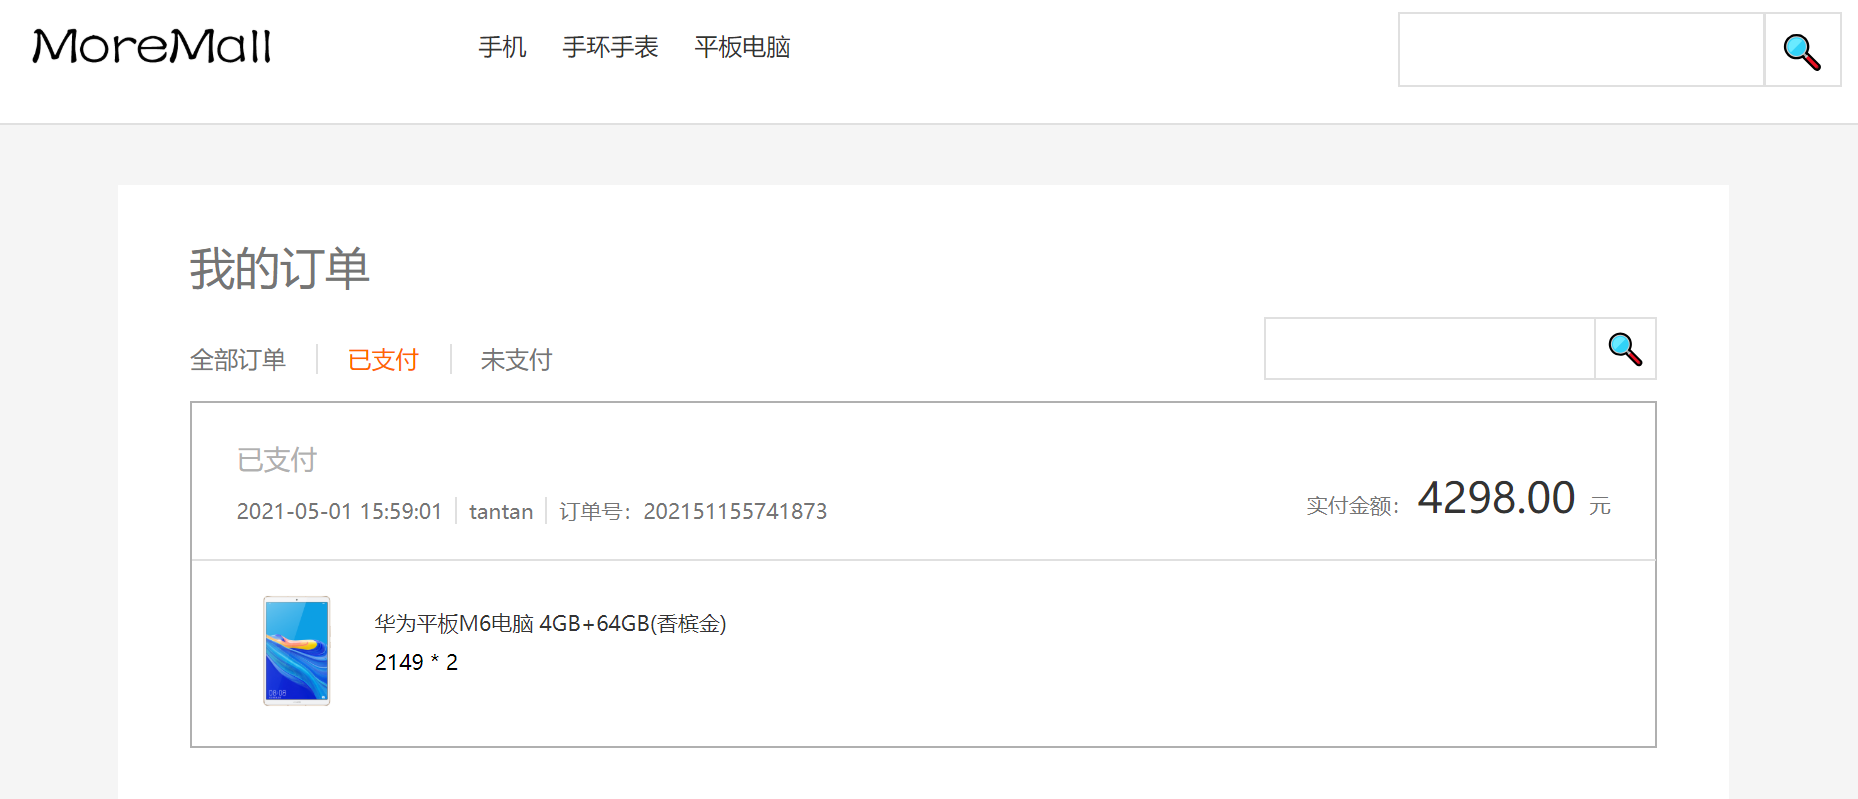 MoreMall
手机 手环手表 平板电脑
我的订单
全部订单 已支付 未支付
已支付
2021-05-01 15:59:01 tantan 订单号：202151155741873
实付金额： 4298.00 元
华为平板M6电脑 4GB+64GB(香槟金)
2149 * 2
08:08